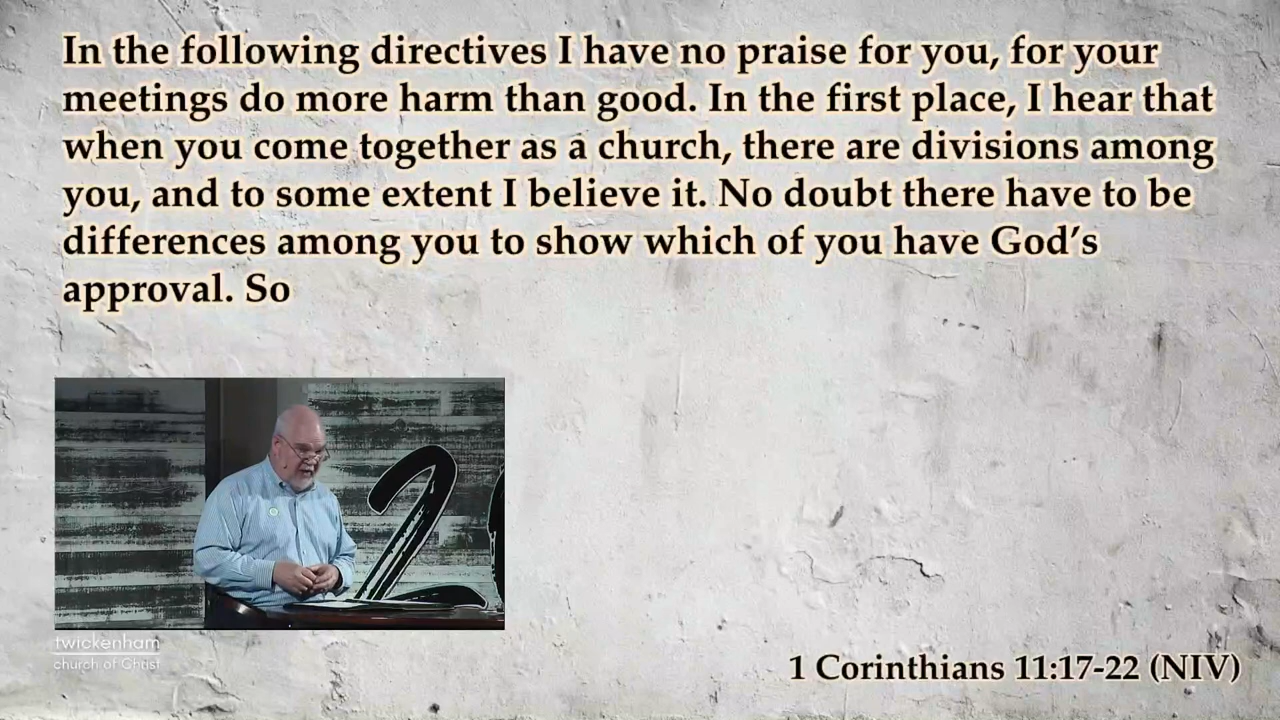 In the following directives I have no praise for you, for your
meetings do more harm than good. In the first place, I hear that
when you come together as a church, there are divisions among
you, and to some extent I believe it. No doubt there have to be
differences among you to show which of you have God’s
approval. So
2
twickenham
church of Christ
1 Corinthians 11:17-22 (NIV)